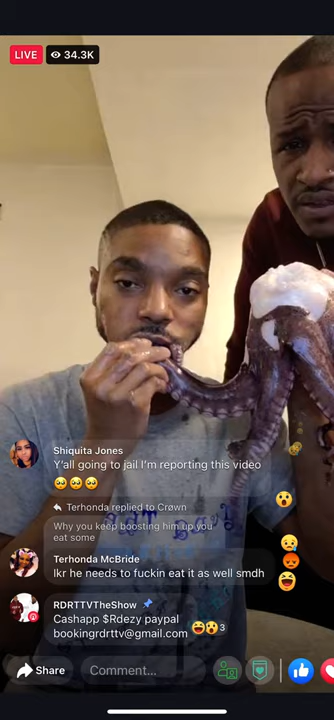 LIVE 34.3K
Shiquita Jones
Y'all going to jail I'm reporting this video
🥺🥺🥺
Terhonda replied to Crøwn
Why you keep boosting him up you
eat some
Terhonda McBride
Ikr he needs to fuckin eat it as well smdh
RDRTTVTheShow
Cashapp $Rdezy paypal
bookingrdrttv@gmail.com 😆😲3
Share
Comment...